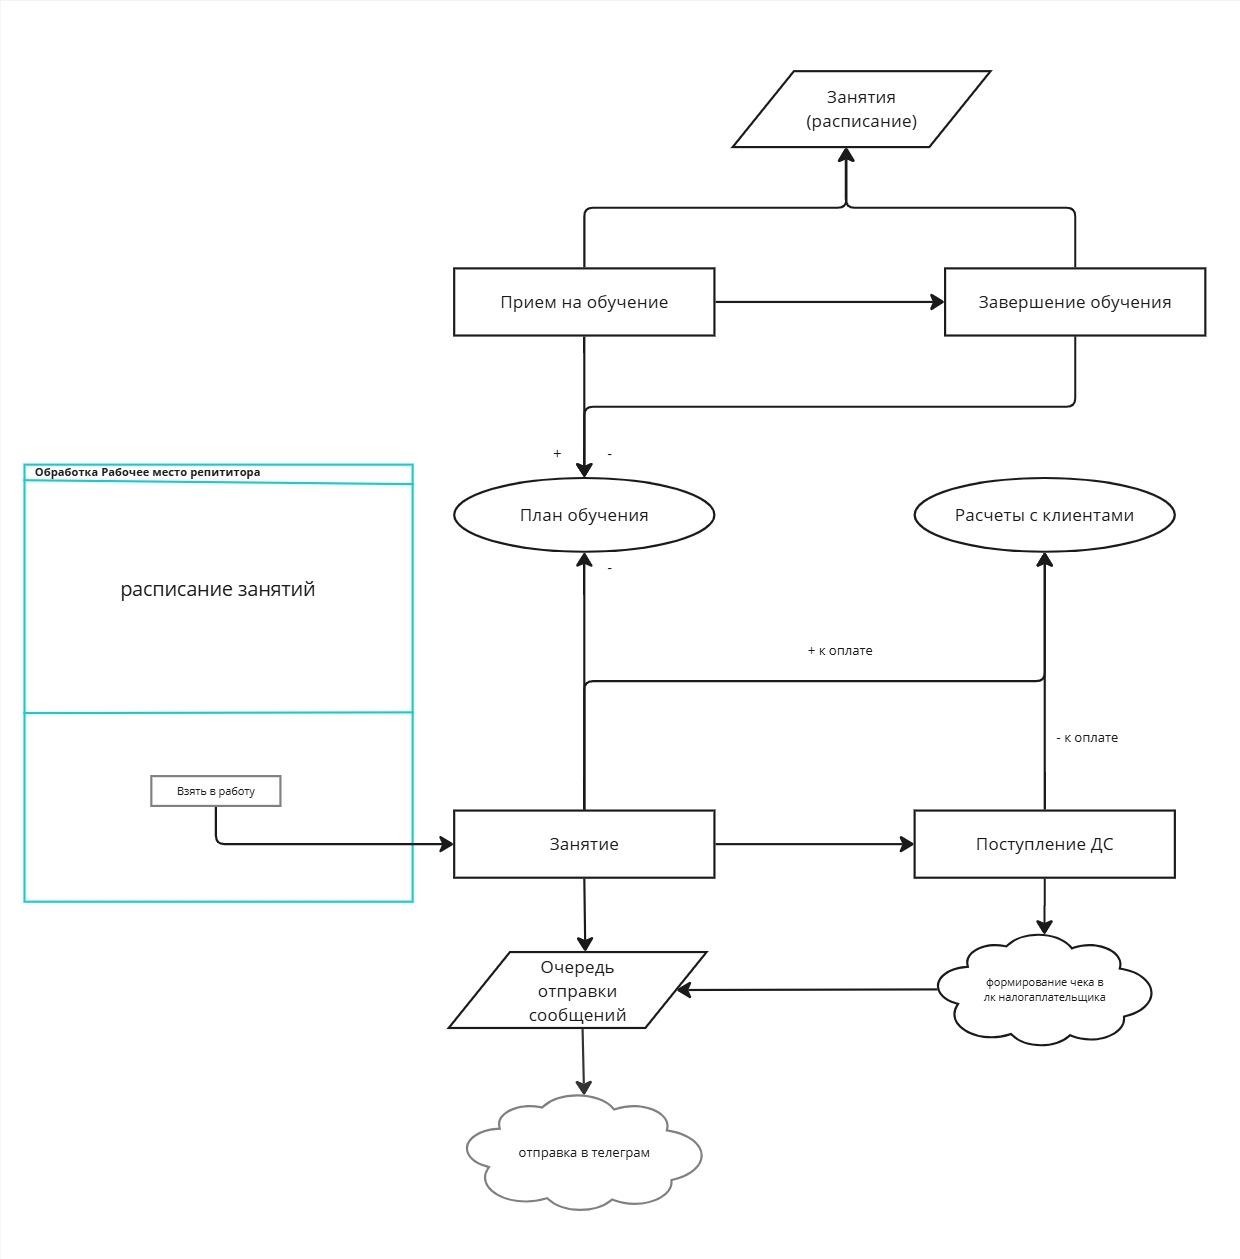 Занятия
(расписание)
Прием на обучение
Завершение обучения
+
-
Обработка Рабочее место репититора
План обучения
Расчеты с клиентами
-
расписание занятий
+ к оплате
- к оплате
Взять в работу
Занятие
Поступление ДС
Очередь
отправки
сообщений
формирование чека в
лк налогаплательщика
отправка в телеграм